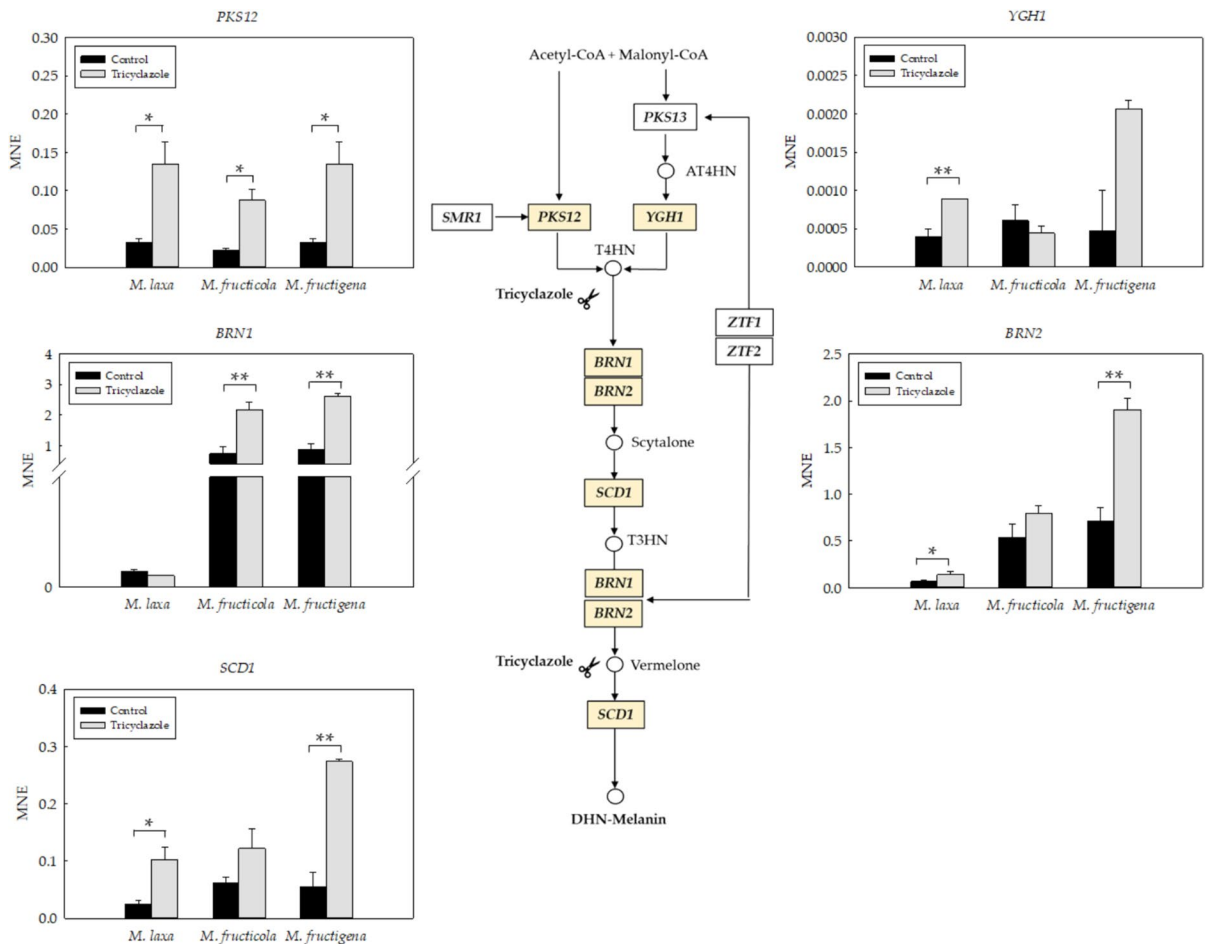 PKS12
0.30
0.25
0.20
0.15
0.10
0.05
0.00
MNE
Control
Tricyclazole
*
*
*
M. laxa
M. fructicola
M. fructigena
BRN1
4
3
2
1
0
MNE
Control
Tricyclazole
**
**
M. laxa
M. fructicola
M. fructigena
SCD1
0.4
0.3
0.2
0.1
0.0
MNE
Control
Tricyclazole
*
**
M. laxa
M. fructicola
M. fructigena
Acetyl-CoA + Malonyl-CoA
PKS13
AT4HN
SMR1
PKS12
YGH1
T4HN
Tricyclazole
ZTF1
ZTF2
BRN1
BRN2
Scytalone
SCD1
T3HN
BRN1
BRN2
Tricyclazole
Vermelone
SCD1
DHN-Melanin
YGH1
0.0030
0.0025
0.0020
0.0015
0.0010
0.0005
0.0000
MNE
Control
Tricyclazole
**
M. laxa
M. fructicola
M. fructigena
BRN2
2.5
2.0
1.5
1.0
0.5
0.0
MNE
Control
Tricyclazole
*
**
M. laxa
M. fructicola
M. fructigena